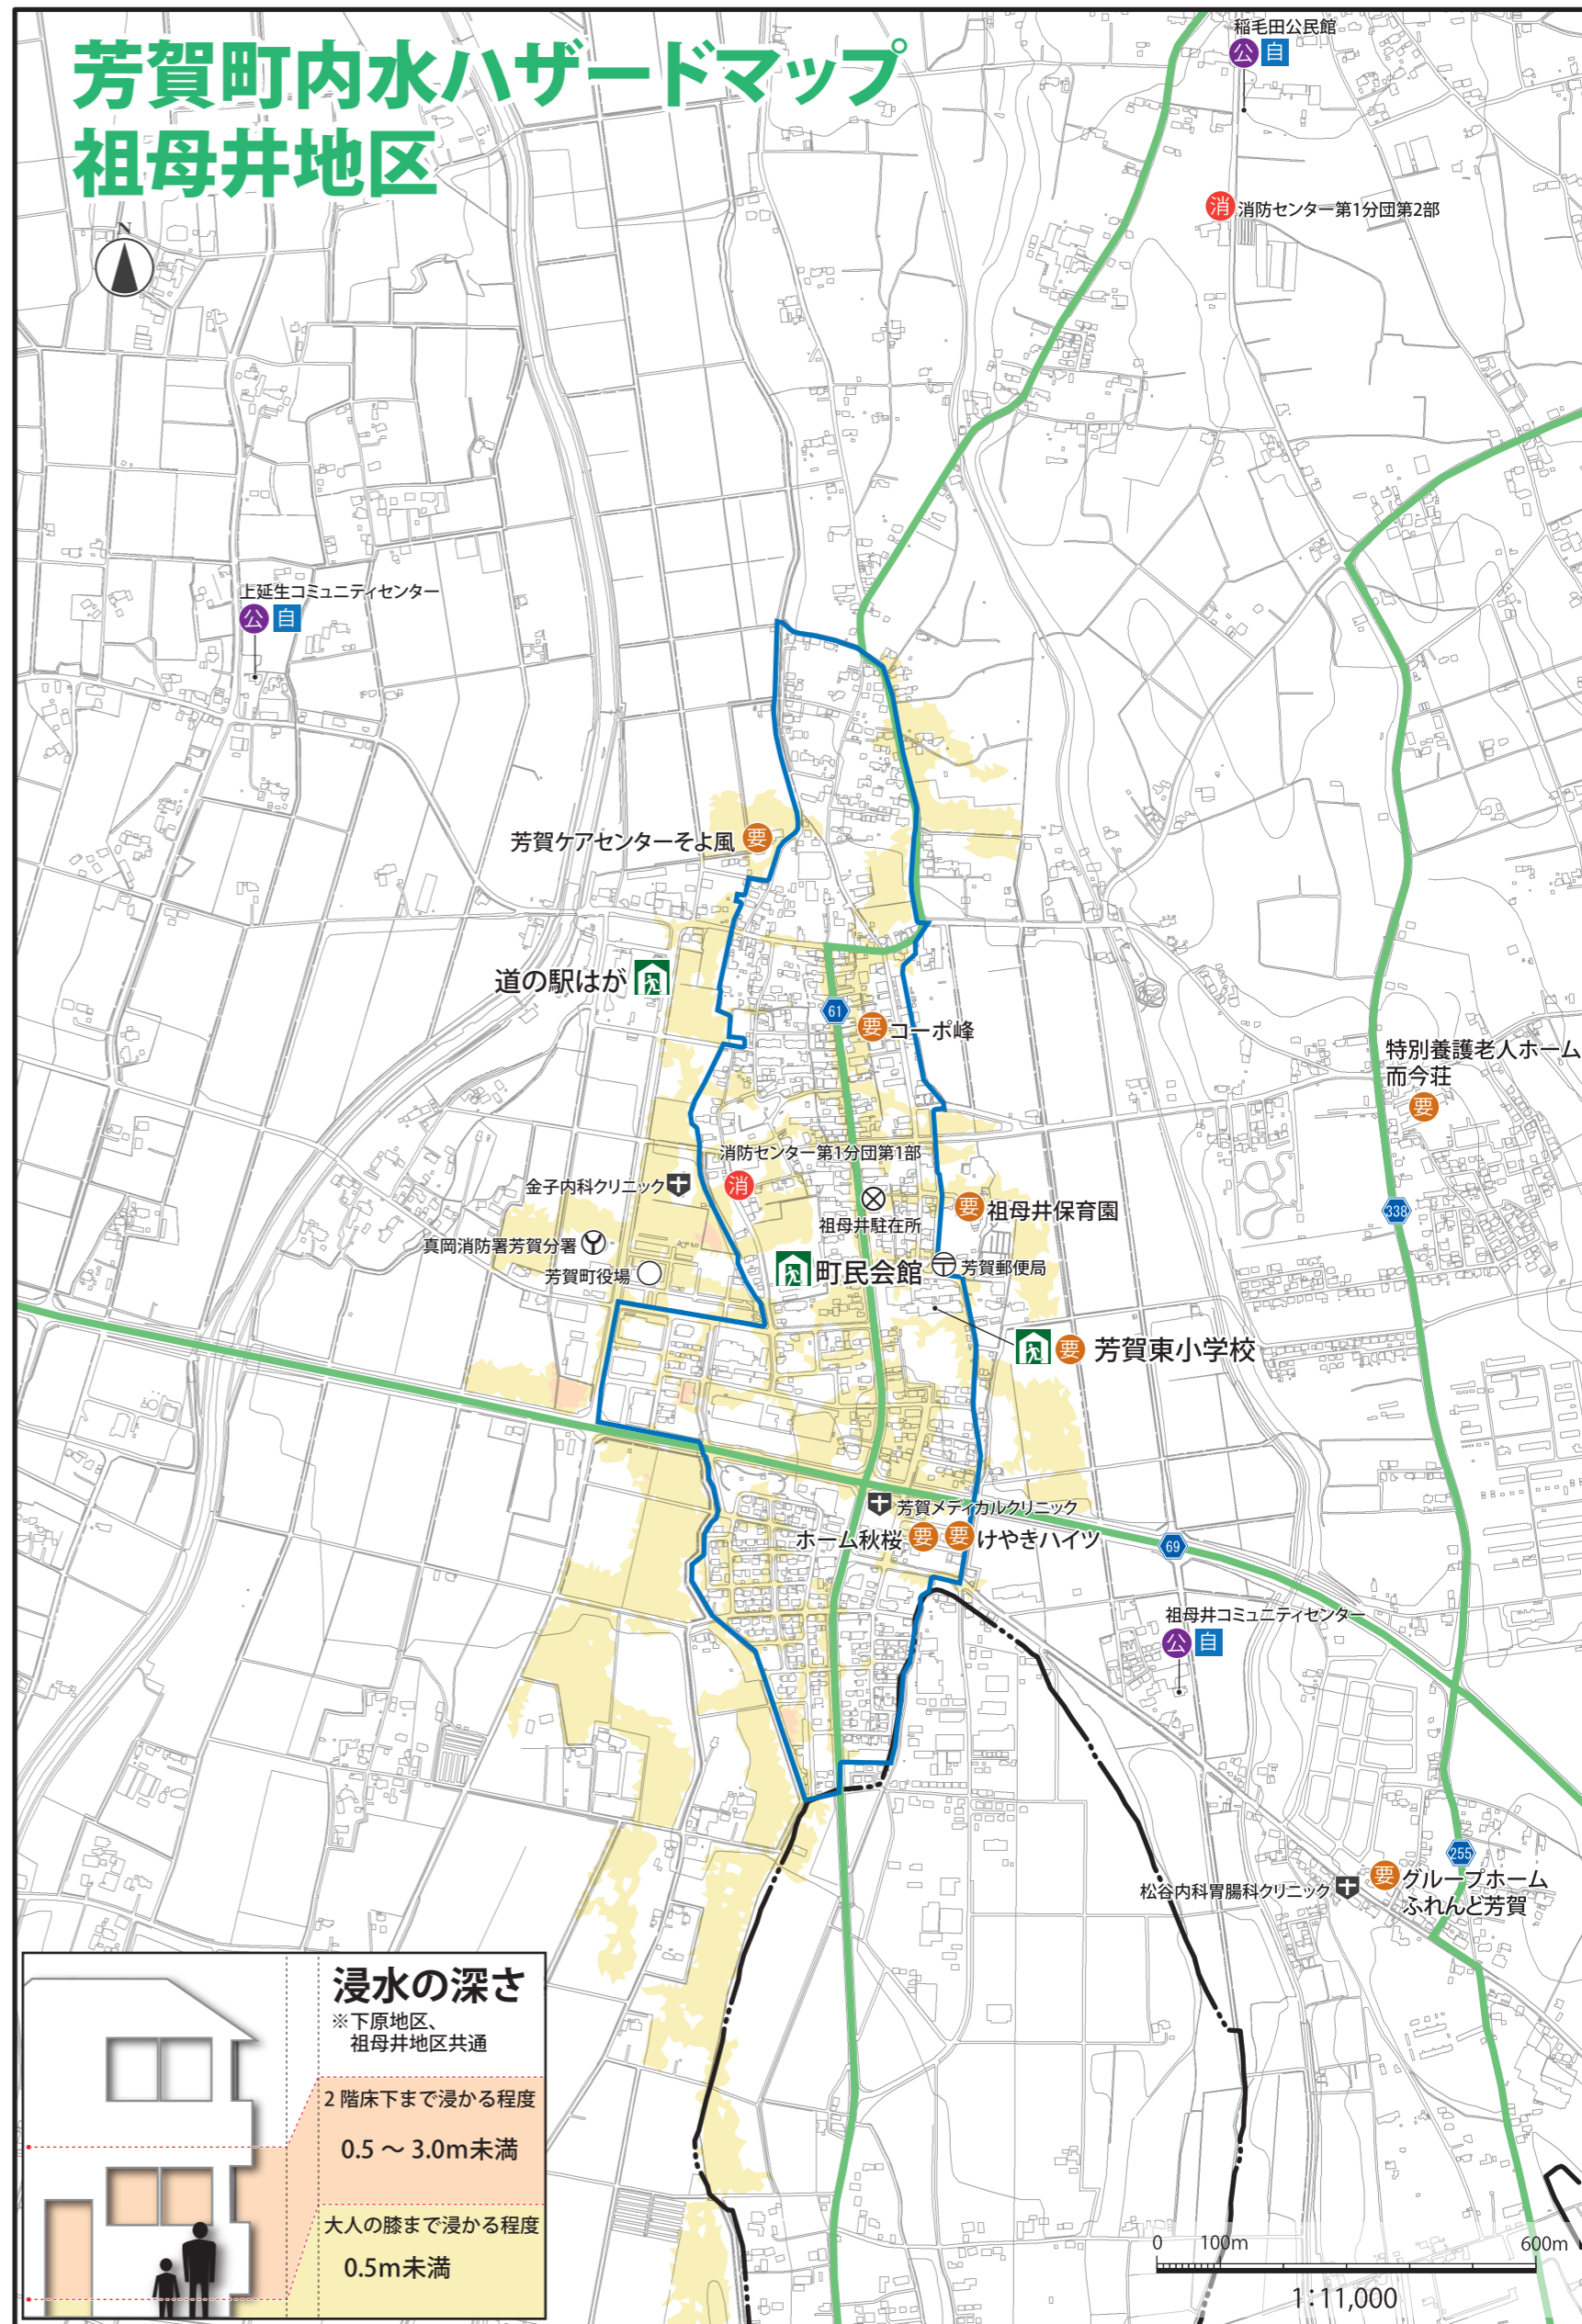 芳賀町内水ハザードマップ
祖母井地区
N
稲毛田公民館
公 自
消 消防センター第1分団第2部
上延生コミュニティセンター
公 自
芳賀ケアセンターそよ風 要
道の駅はが
61
要 コーポ峰
特別養護老人ホーム
而今荘
要
消防センター第1分団第1部
金子内科クリニック
消
祖母井駐在所
要 祖母井保育園
338
真岡消防署芳賀分署
芳賀町役場
町民会館
芳賀郵便局
要 芳賀東小学校
芳賀メディカルクリニック
ホーム秋桜 要
要 けやきハイツ
69
祖母井コミュニティセンター
公 自
255
松谷内科胃腸科クリニック
要 グループホーム
ふれんど芳賀
浸水の深さ
※下原地区、
祖母井地区共通
2階床下まで浸かる程度
0.5～3.0m未満
大人の膝まで浸かる程度
0.5m未満
0 100m 600m
1:11,000